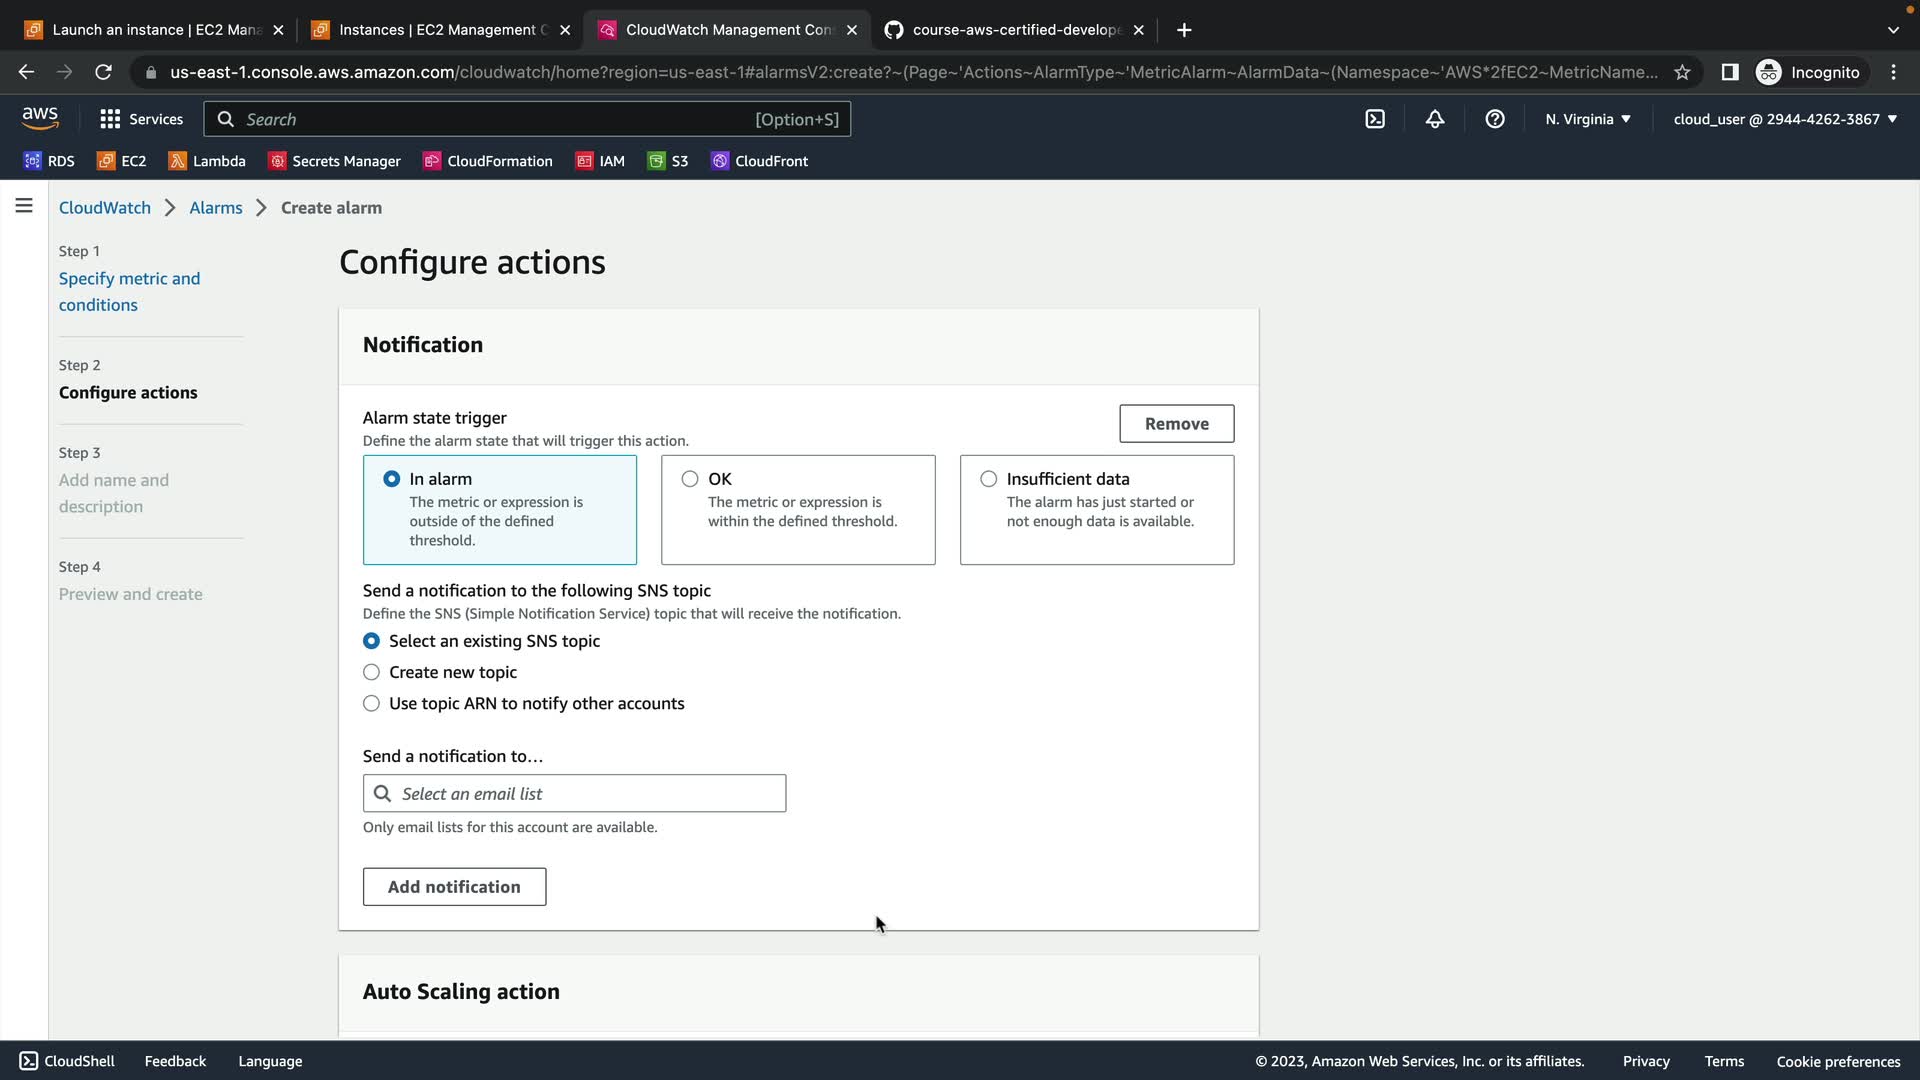 Launch an instance | EC2 Mana
Instances | EC2 Management C
CloudWatch Management Con
course-aws-certified-develope
us-east-1.console.aws.amazon.com/cloudwatch/home?region=us-east-1#alarmsV2:create?~(Page~'Actions~AlarmType~'MetricAlarm~AlarmData~(Namespace~'AWS*2fEC2~MetricName...
Incognito
aws
Services
Search
[Option+S]
N. Virginia
cloud_user @ 2944-4262-3867
RDS
EC2
Lambda
Secrets Manager
CloudFormation
IAM
S3
CloudFront
CloudWatch
Alarms
Create alarm
Step 1
Specify metric and
conditions
Step 2
Configure actions
Step 3
Add name and
description
Step 4
Preview and create
Configure actions
Notification
Alarm state trigger
Define the alarm state that will trigger this action.
Remove
In alarm
The metric or expression is
outside of the defined
threshold.
OK
The metric or expression is
within the defined threshold.
Insufficient data
The alarm has just started or
not enough data is available.
Send a notification to the following SNS topic
Define the SNS (Simple Notification Service) topic that will receive the notification.
Select an existing SNS topic
Create new topic
Use topic ARN to notify other accounts
Send a notification to…
Select an email list
Only email lists for this account are available.
Add notification
Auto Scaling action
CloudShell
Feedback
Language
© 2023, Amazon Web Services, Inc. or its affiliates.
Privacy
Terms
Cookie preferences